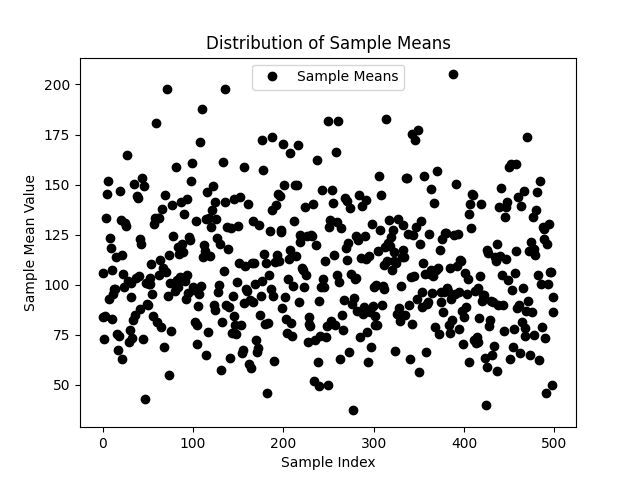 Distribution of Sample Means
Sample Means
200
175
150
125
100
75
50
Sample Mean Value
0 100 200 300 400 500
Sample Index